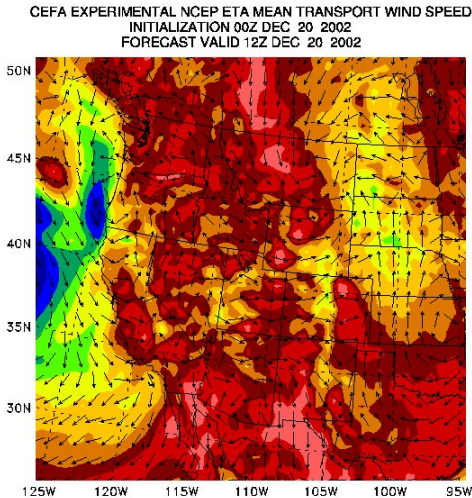 CEFA EXPERIMENTAL NCEP ETA MEAN TRANSPORT WIND SPEED
INITIALIZATION 00Z DEC 20 2002
FORECAST VALID 12Z DEC 20 2002
50N
45N
40N
35N
30N
125W 120W 115W 110W 105W 100W 95W